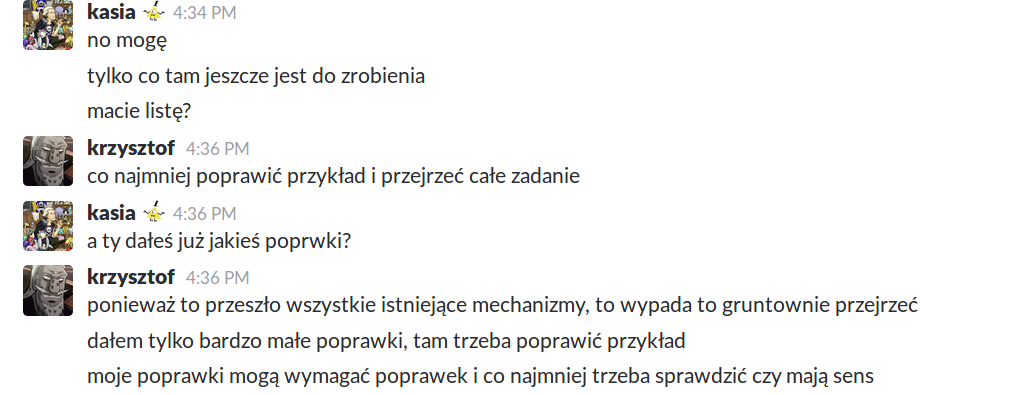 kasia 4:34 PM
no mogę
tylko co tam jeszcze jest do zrobienia
macie listę?
krzysztof 4:36 PM
co najmniej poprawić przykład i przejrzeć całe zadanie
kasia 4:36 PM
a ty dałeś już jakieś poprwki?
krzysztof 4:36 PM
ponieważ to przeszło wszystkie istniejące mechanizmy, to wypada to gruntownie przejrzeć
dałem tylko bardzo małe poprawki, tam trzeba poprawić przykład
moje poprawki mogą wymagać poprawek i co najmniej trzeba sprawdzić czy mają sens